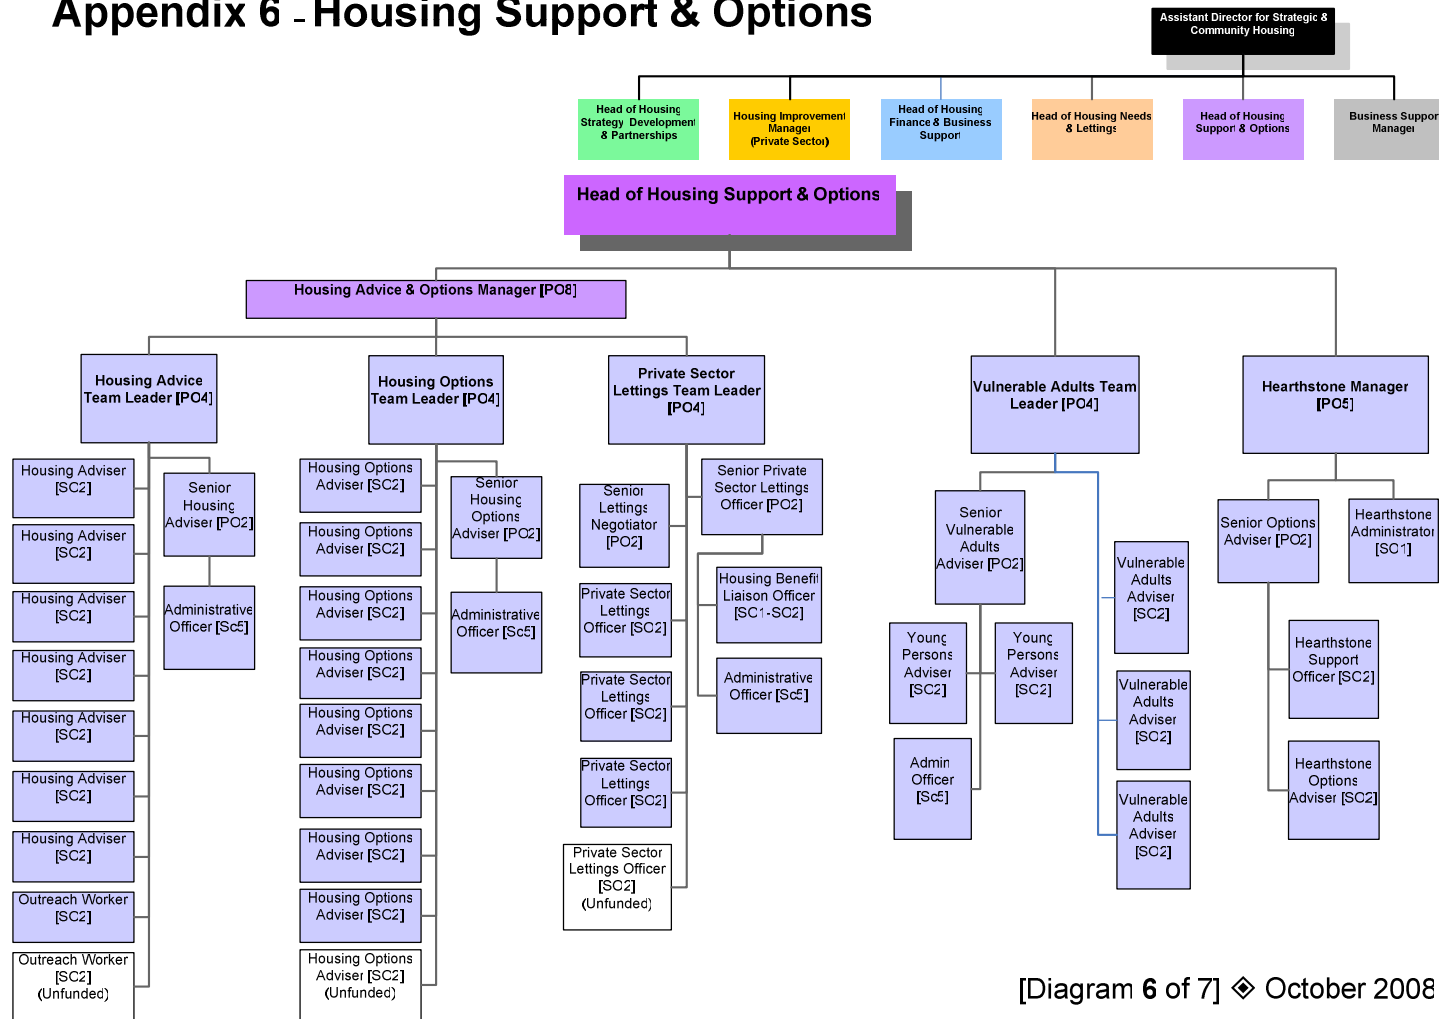 Appendix 6 - Housing Support & Options
Assistant Director for Strategic &
Community Housing
Head of Housing
Strategy Development
& Partnerships
Housing Improvement
Manager
(Private Sector)
Head of Housing
Finance & Business
Support
Head of Housing Needs
& Lettings
Head of Housing
Support & Options
Business Suppor
Manager
Head of Housing Support & Options
Housing Advice & Options Manager [PO8]
Housing Advice
Team Leader [PO4]
Housing Options
Team Leader [PO4]
Private Sector
Lettings Team Leader
[PO4]
Vulnerable Adults Team
Leader [PO4]
Hearthstone Manager
[PO5]
Housing Adviser
[SC2]
Housing Adviser
[SC2]
Housing Adviser
[SC2]
Housing Adviser
[SC2]
Housing Adviser
[SC2]
Housing Adviser
[SC2]
Housing Adviser
[SC2]
Outreach Worker
[SC2]
Outreach Worker
[SC2]
(Unfunded)
Senior
Housing
Adviser [PO2]
Administrative
Officer [Sc5]
Housing Options
Adviser [SC2]
Housing Options
Adviser [SC2]
Housing Options
Adviser [SC2]
Housing Options
Adviser [SC2]
Housing Options
Adviser [SC2]
Housing Options
Adviser [SC2]
Housing Options
Adviser [SC2]
Housing Options
Adviser [SC2]
Housing Options
Adviser [SC2]
(Unfunded)
Senior
Housing
Options
Adviser [PO2]
Administrative
Officer [Sc5]
Senior
Lettings
Negotiator
[PO2]
Private Sector
Lettings
Officer [SC2]
Private Sector
Lettings
Officer [SC2]
Private Sector
Lettings
Officer [SC2]
Private Sector
Lettings Officer
[SC2]
(Unfunded)
Senior Private
Sector Lettings
Officer [PO2]
Housing Benefit
Liaison Officer
[SC1-SC2]
Administrative
Officer [Sc5]
Senior
Vulnerable
Adults
Adviser [PO2]
Young
Persons
Adviser
[SC2]
Young
Persons
Adviser
[SC2]
Admin
Officer
[Sc5]
Vulnerable
Adults
Adviser
[SC2]
Vulnerable
Adults
Adviser
[SC2]
Vulnerable
Adults
Adviser
[SC2]
Senior Options
Adviser [PO2]
Hearthstone
Administrator
[SC1]
Hearthstone
Support
Officer [SC2]
Hearthstone
Options
Adviser [SC2]
[Diagram 6 of 7] ◈ October 2008